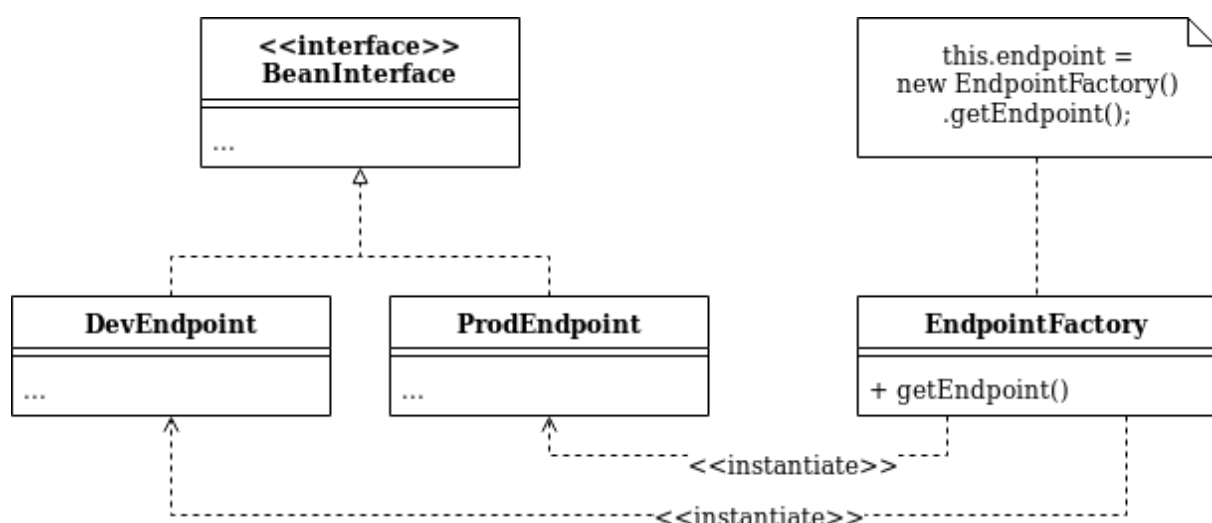 <<interface>>
BeanInterface
...
this.endpoint =
new EndpointFactory()
.getEndpoint();
DevEndpoint
...
ProdEndpoint
...
EndpointFactory
+ getEndpoint()
<<instantiate>>
<<instantiate>>